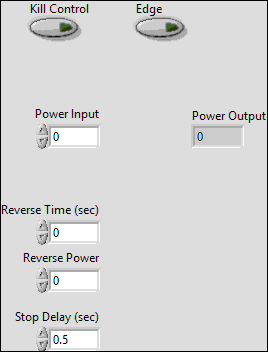 Kill Control Edge
Power Input
0
Power Output
0
Reverse Time (sec)
0
Reverse Power
0
Stop Delay (sec)
0.5